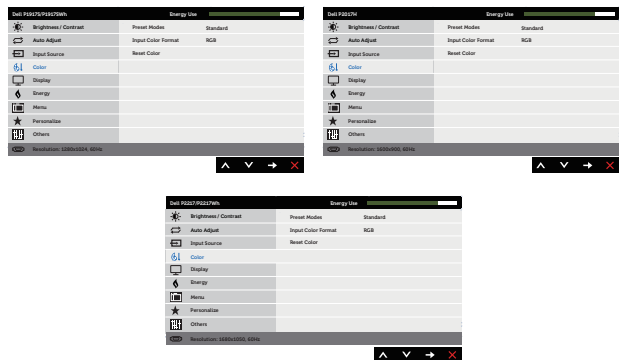 Dell P1917S/P1917SWh Energy Use
Brightness / Contrast Preset Modes Standard
Auto Adjust Input Color Format RGB
Input Source Reset Color
Color
Display
Energy
Menu
Personalize
Others
Resolution: 1280x1024, 60Hz
Dell P2017H Energy Use
Brightness / Contrast Preset Modes Standard
Auto Adjust Input Color Format RGB
Input Source Reset Color
Color
Display
Energy
Menu
Personalize
Others
Resolution: 1600x900, 60Hz
Dell P2217/P2217Wh Energy Use
Brightness / Contrast Preset Modes Standard
Auto Adjust Input Color Format RGB
Input Source Reset Color
Color
Display
Energy
Menu
Personalize
Others
Resolution: 1680x1050, 60Hz